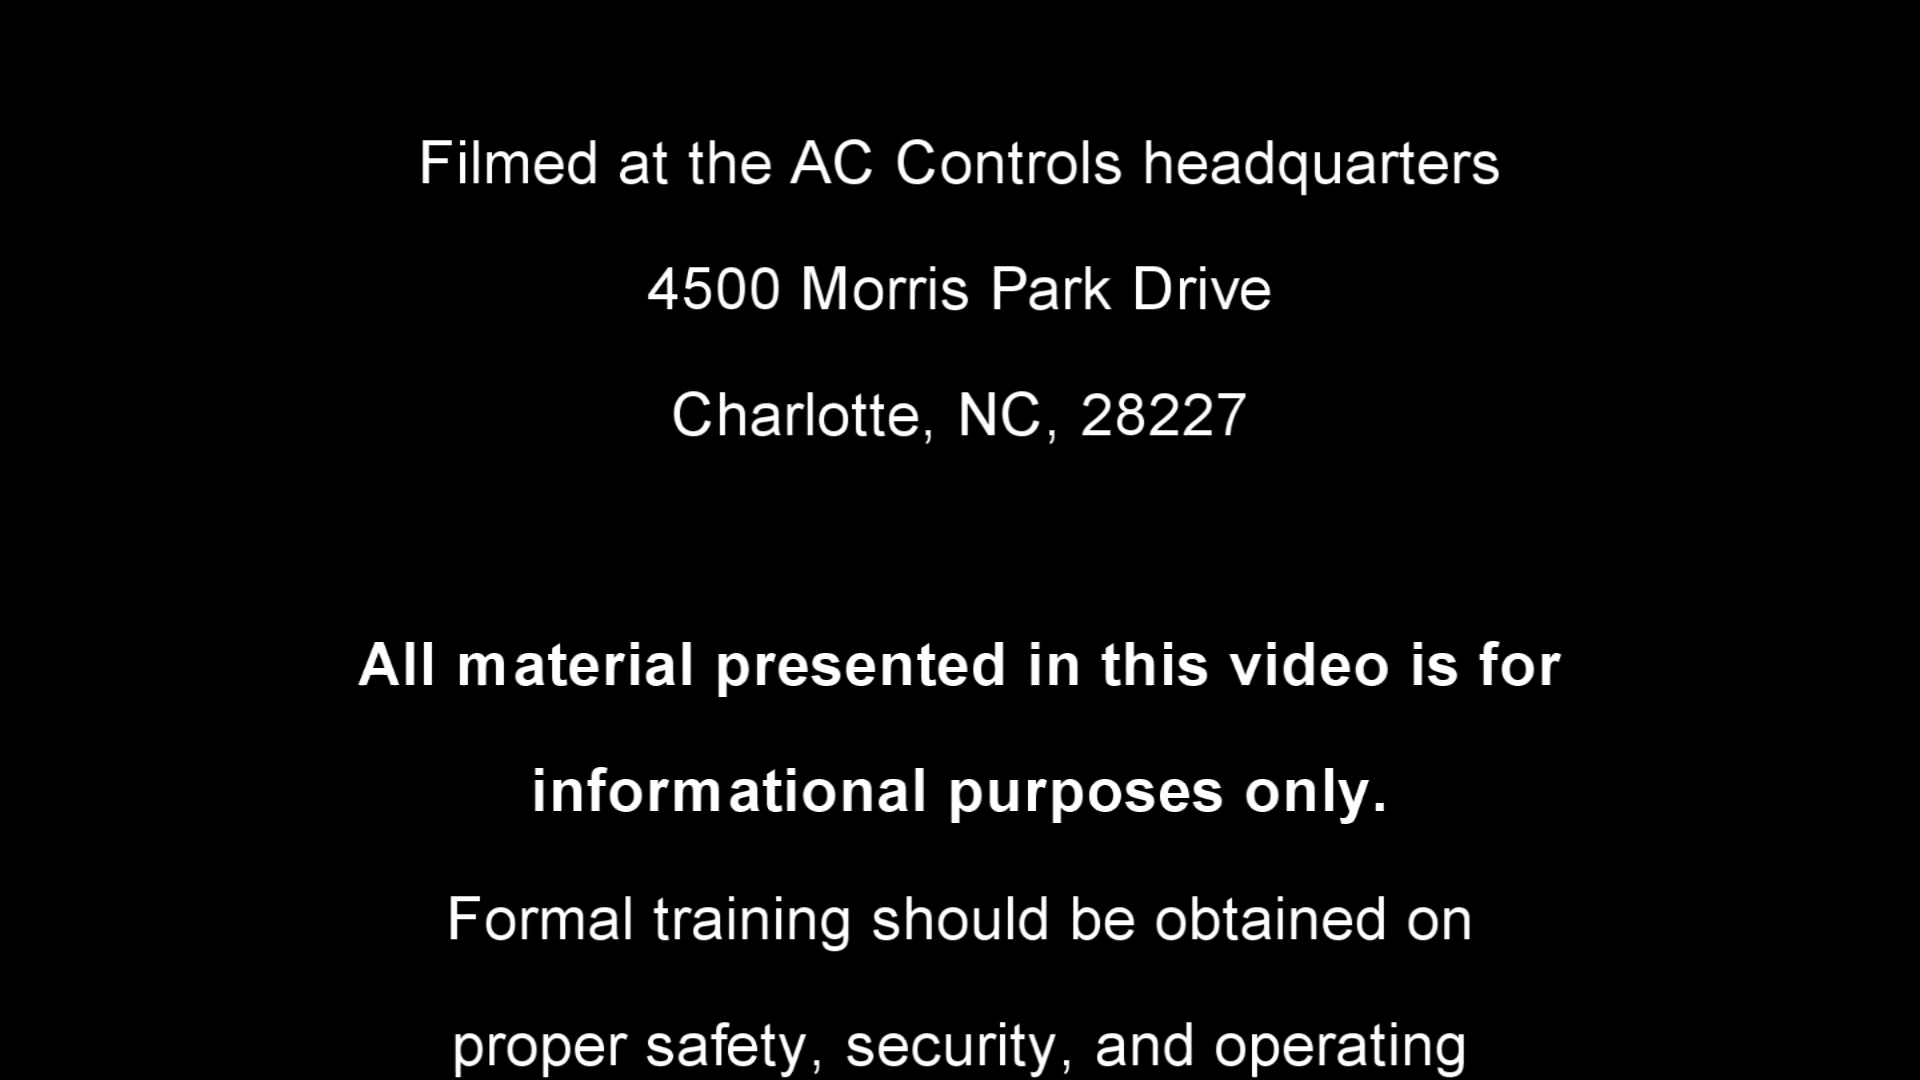 Filmed at the AC Controls headquarters
4500 Morris Park Drive
Charlotte, NC, 28227
All material presented in this video is for
informational purposes only.
Formal training should be obtained on
proper safety, security, and operating